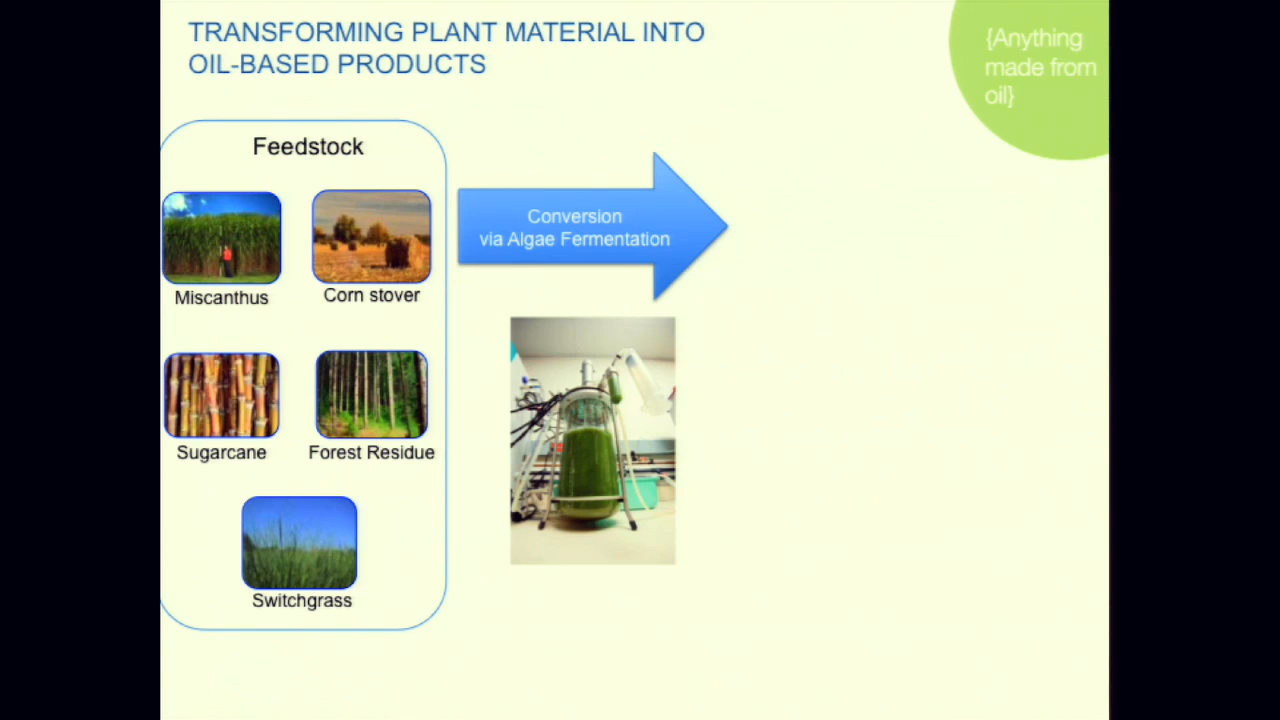 TRANSFORMING PLANT MATERIAL INTO
OIL-BASED PRODUCTS
{Anything
made from
oil}
Feedstock
Conversion
via Algae Fermentation
Miscanthus
Corn stover
Sugarcane
Forest Residue
Switchgrass